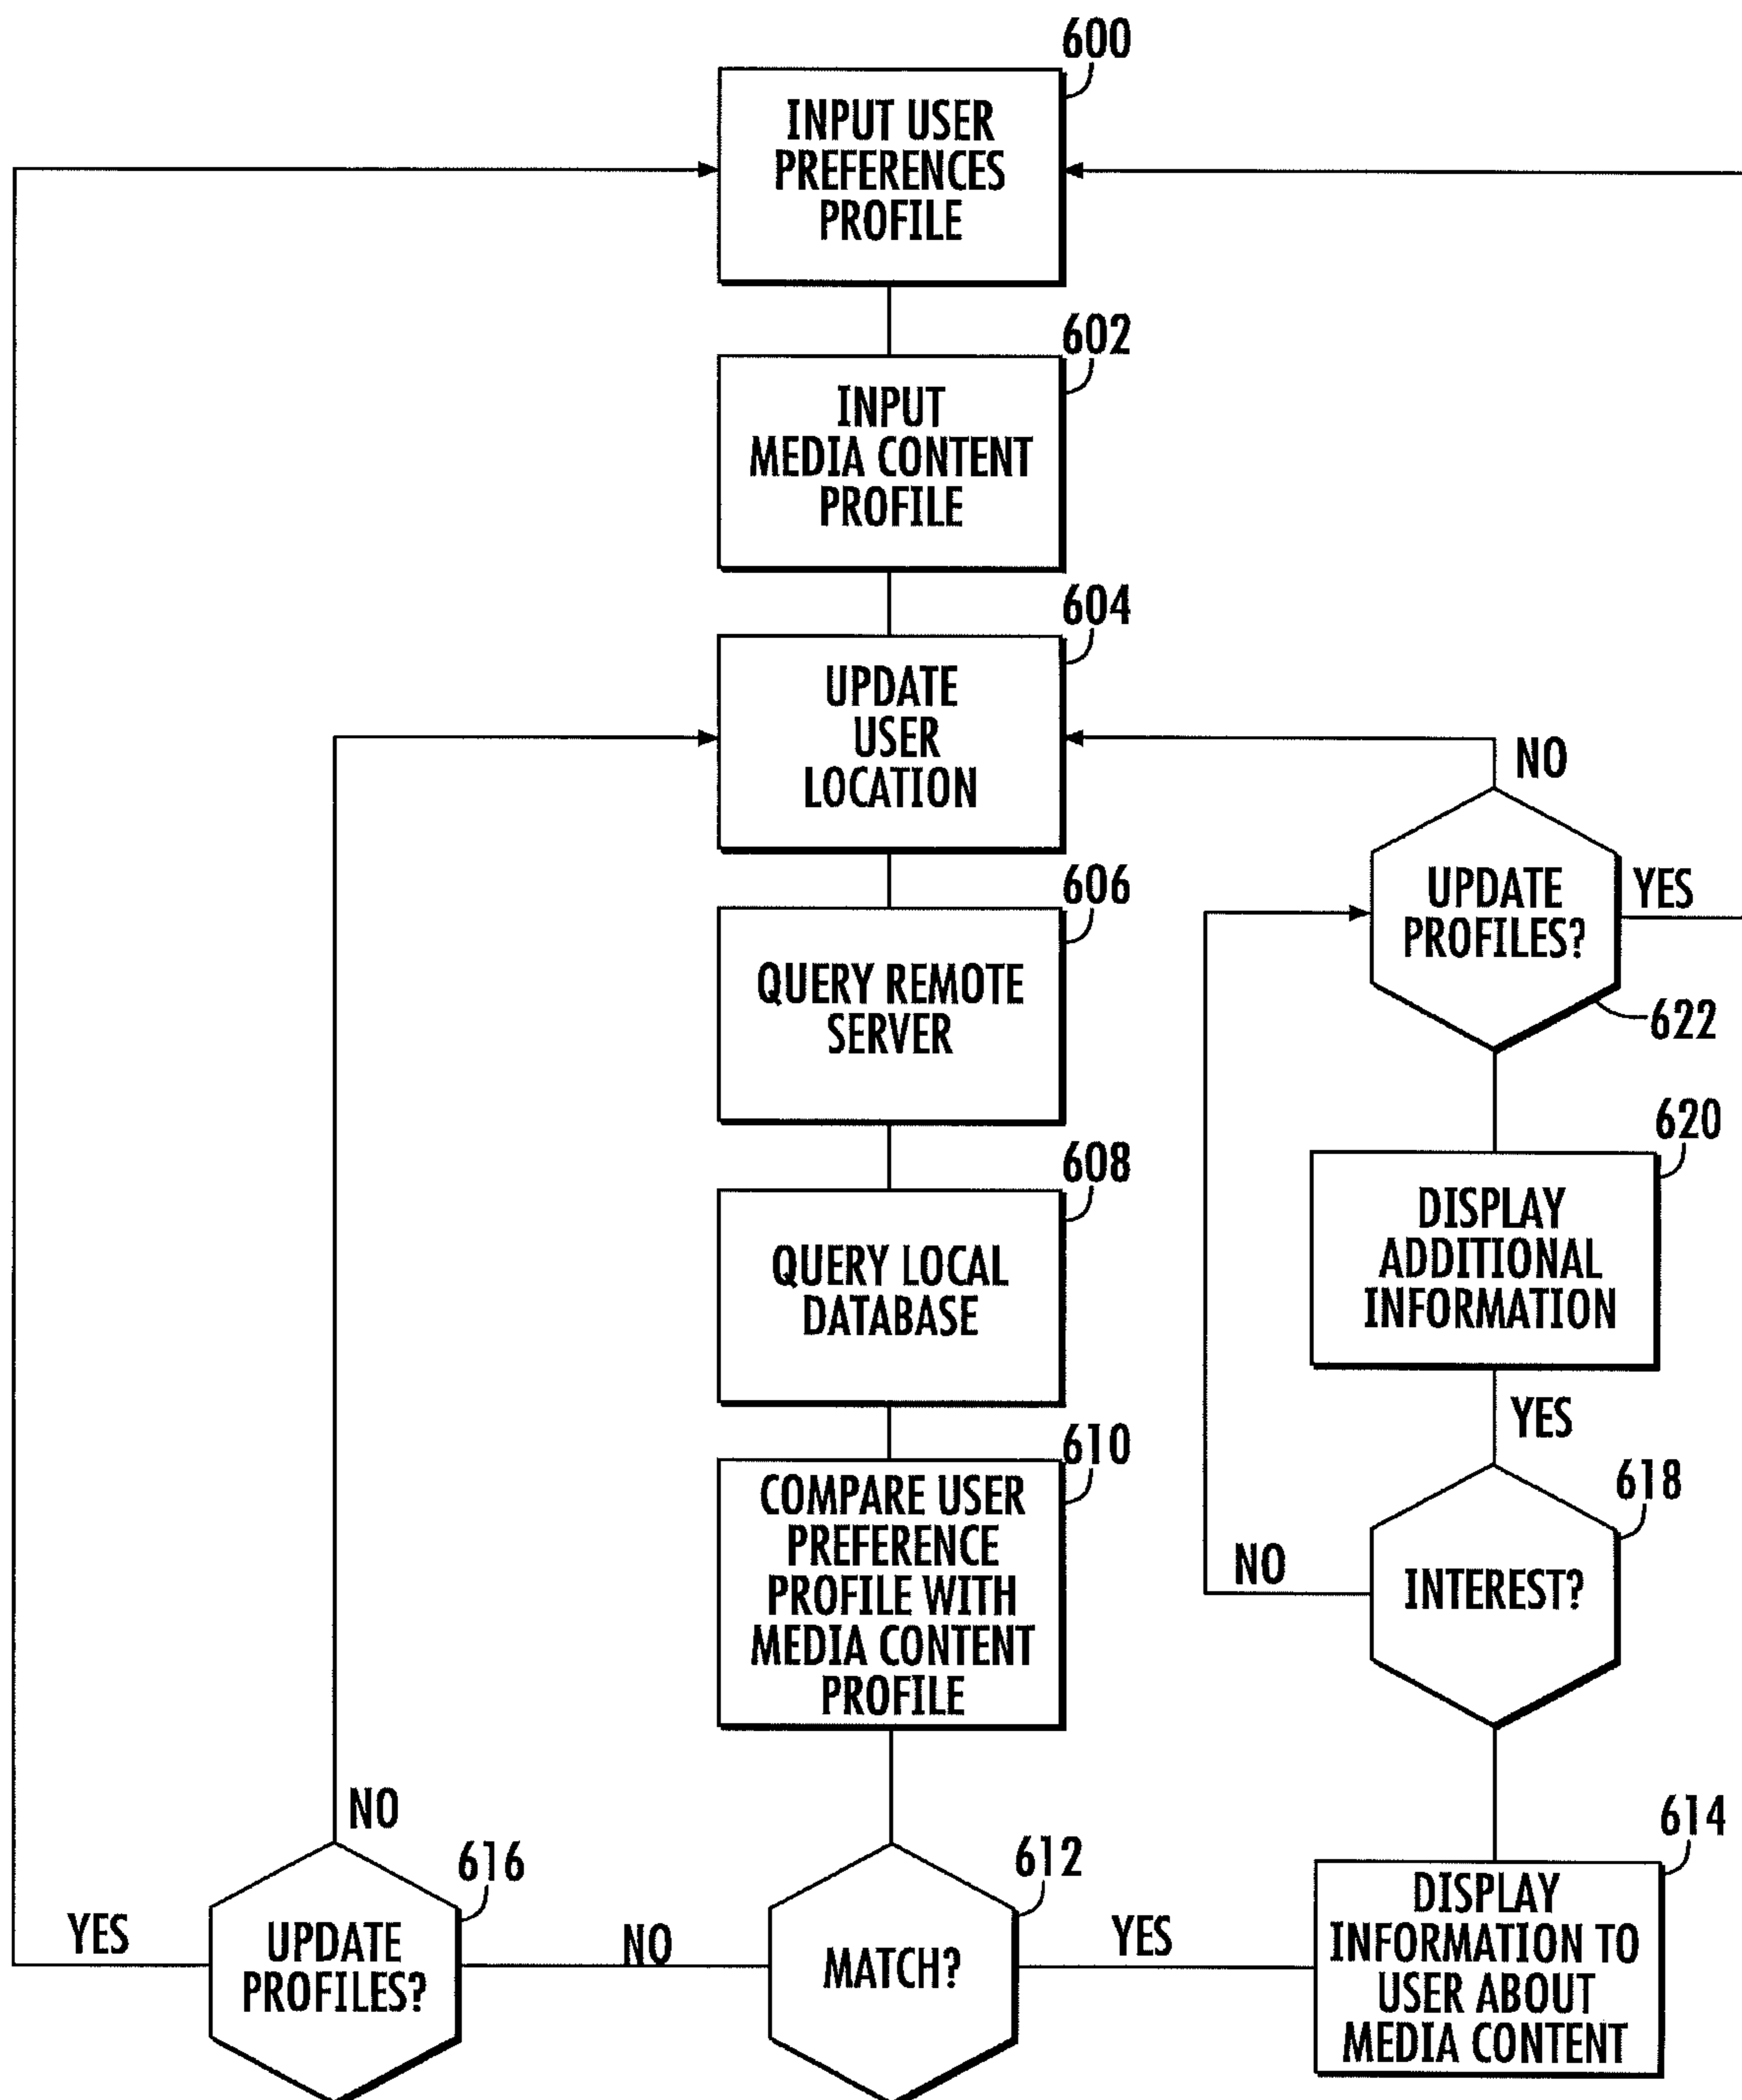 600
INPUT USER
PREFERENCES
PROFILE
602
INPUT
MEDIA CONTENT
PROFILE
604
UPDATE
USER
LOCATION
NO
606
UPDATE
PROFILES?
YES
622
QUERY REMOTE
SERVER
620
DISPLAY
ADDITIONAL
INFORMATION
608
QUERY LOCAL
DATABASE
YES
610
COMPARE USER
PREFERENCE
PROFILE WITH
MEDIA CONTENT
PROFILE
618
INTEREST?
NO
NO
616
UPDATE
PROFILES?
YES
NO
612
MATCH?
YES
614
DISPLAY
INFORMATION TO
USER ABOUT
MEDIA CONTENT